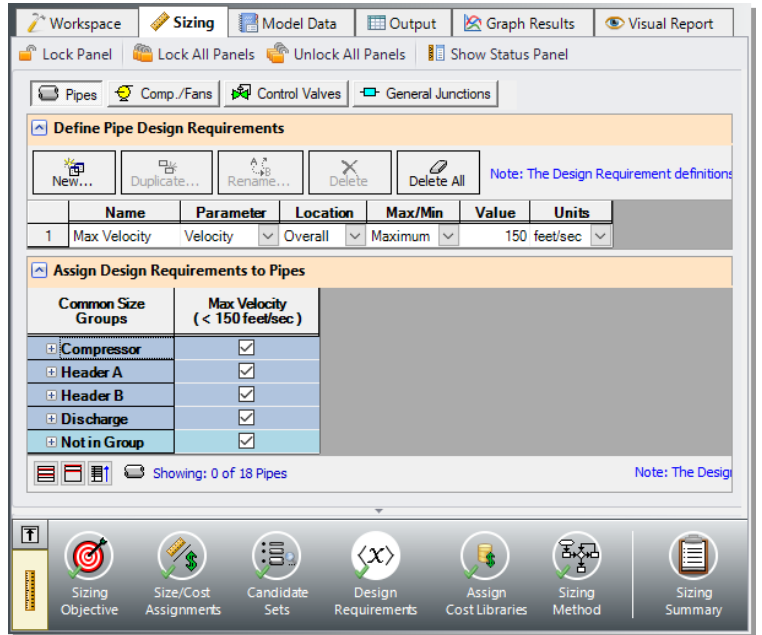 Workspace Sizing Model Data Output Graph Results Visual Report
Lock Panel Lock All Panels Unlock All Panels Show Status Panel
Pipes Comp./Fans Control Valves General Junctions
Define Pipe Design Requirements
New... Duplicate... Rename... Delete Delete All Note: The Design Requirement definitions
Name Parameter Location Max/Min Value Units
1 Max Velocity Velocity Overall Maximum 150 feet/sec
Assign Design Requirements to Pipes
Common Size Max Velocity
Groups ( < 150 feet/sec )
Compressor
Header A
Header B
Discharge
Not in Group
Showing: 0 of 18 Pipes Note: The Desig
Sizing Size/Cost Candidate Design Assign Sizing Sizing
Objective Assignments Sets Requirements Cost Libraries Method Summary